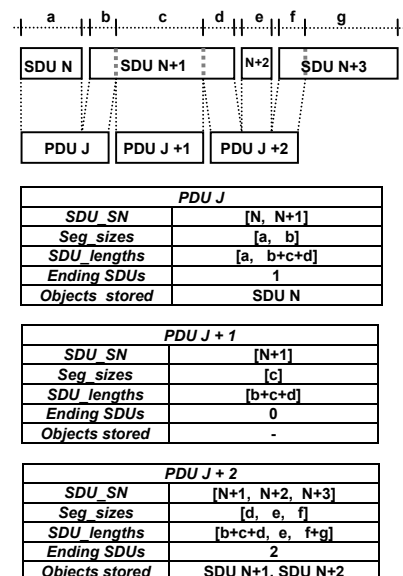 a b c d e f g
SDU N SDU N+1 N+2 SDU N+3
PDU J PDU J +1 PDU J +2
PDU J
SDU_SN [N, N+1]
Seg_sizes [a, b]
SDU_lengths [a, b+c+d]
Ending SDUs 1
Objects stored SDU N
PDU J + 1
SDU_SN [N+1]
Seg_sizes [c]
SDU_lengths [b+c+d]
Ending SDUs 0
Objects stored -
PDU J + 2
SDU_SN [N+1, N+2, N+3]
Seg_sizes [d, e, f]
SDU_lengths [b+c+d, e, f+g]
Ending SDUs 2
Objects stored SDU N+1, SDU N+2